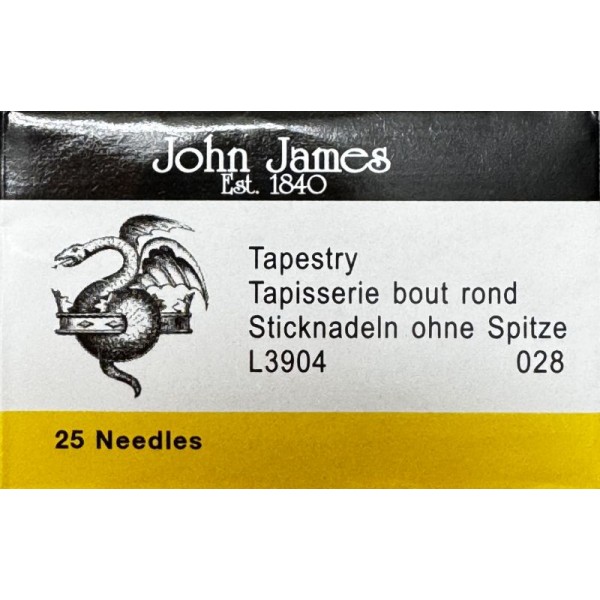 John James
Est. 1840
Tapestry
Tapisserie bout rond
Sticknadeln ohne Spitze
L3904 028
25 Needles